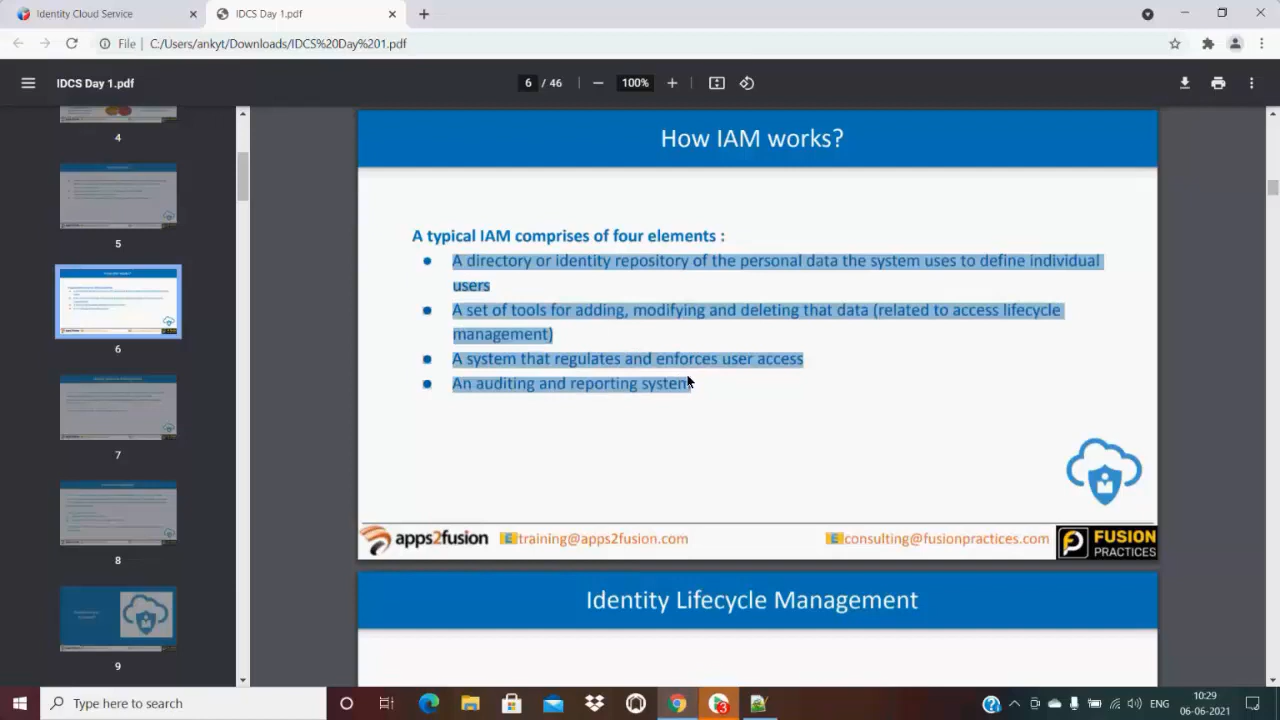 Identity Cloud Service
IDCS Day 1.pdf
File | C:/Users/ankyt/Downloads/IDCS%20Day%201.pdf
IDCS Day 1.pdf
6 / 46
100%
4
5
6
7
8
9
How IAM works?
A typical IAM comprises of four elements :
A directory or identity repository of the personal data the system uses to define individual
users
A set of tools for adding, modifying and deleting that data (related to access lifecycle
management)
A system that regulates and enforces user access
An auditing and reporting system
apps2fusion training@apps2fusion.com consulting@fusionpractices.com FUSION
PRACTICES
Identity Lifecycle Management
Type here to search
3
ENG
10:29
06-06-2021